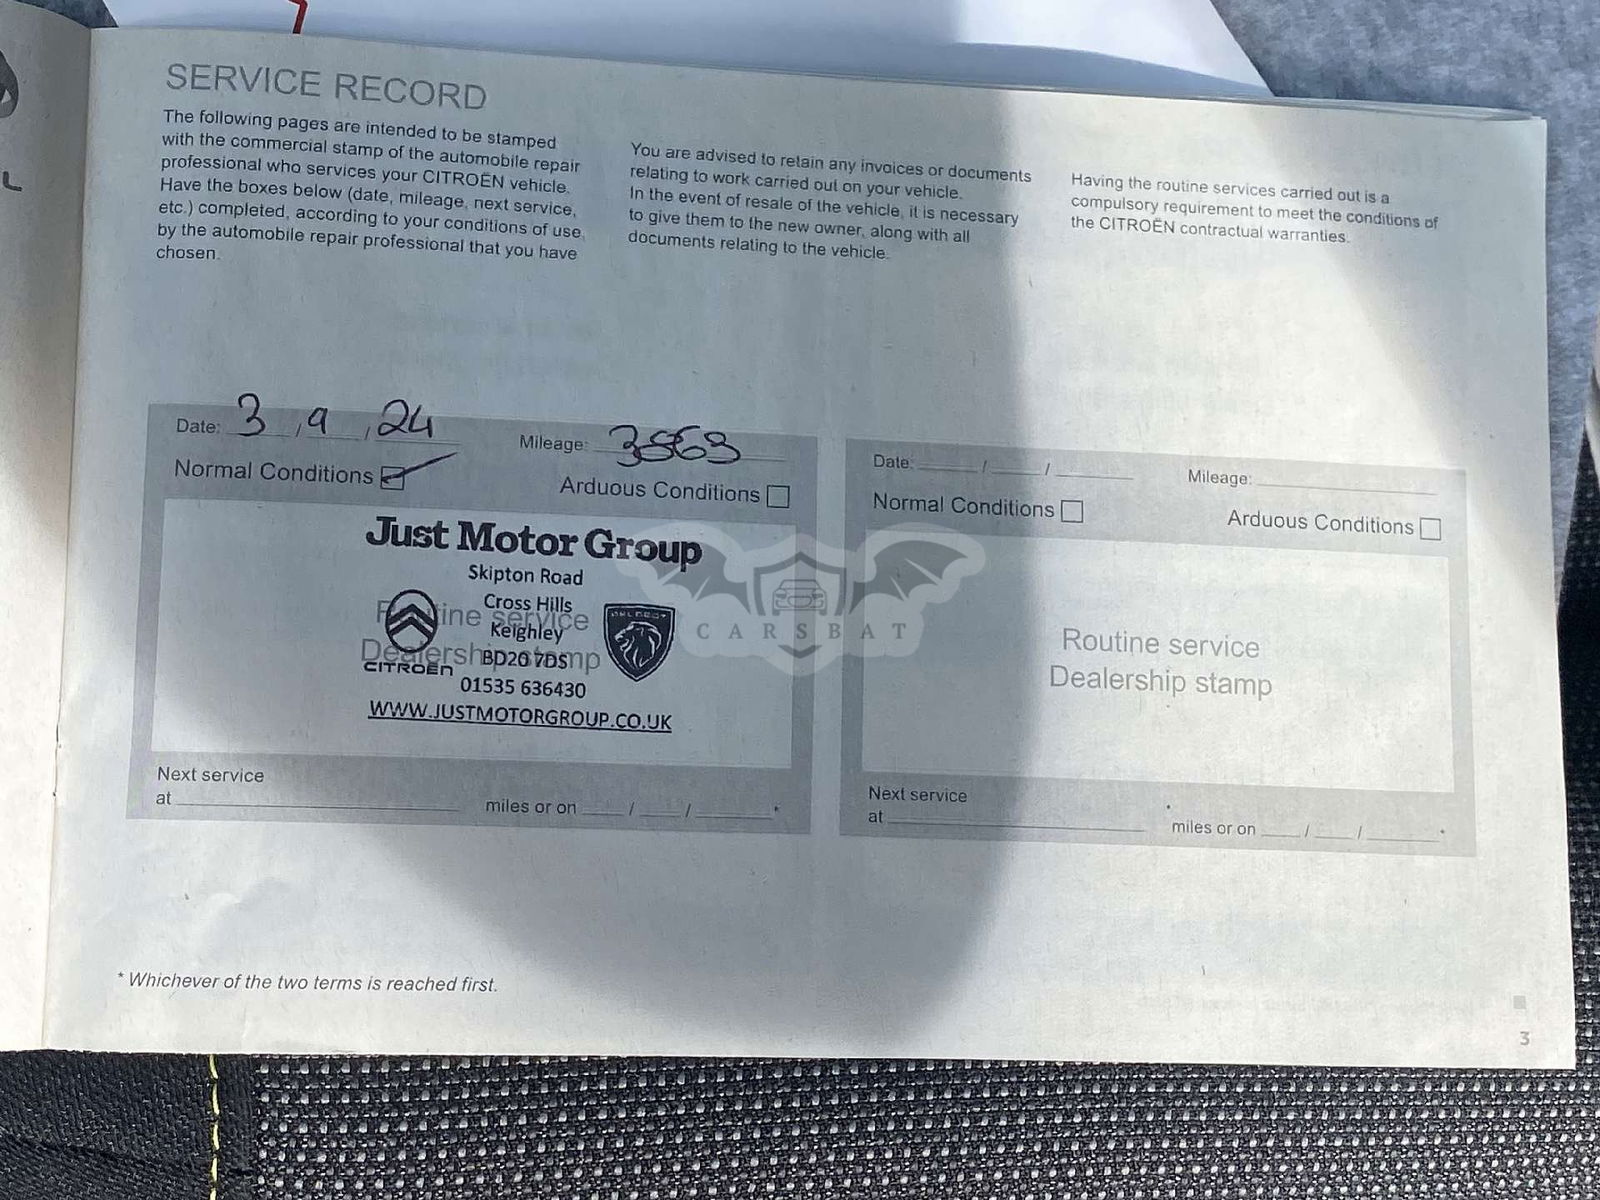 SERVICE RECORD
The following pages are intended to be stamped
with the commercial stamp of the automobile repair
professional who services your CITROËN vehicle.
Have the boxes below (date, mileage, next service,
etc.) completed, according to your conditions of use,
by the automobile repair professional that you have
chosen.
You are advised to retain any invoices or documents
relating to work carried out on your vehicle.
In the event of resale of the vehicle, it is necessary
to give them to the new owner, along with all
documents relating to the vehicle.
Having the routine services carried out is a
compulsory requirement to meet the conditions of
the CITROËN contractual warranties.
Date: 3 / 9 / 24 Mileage:
Normal Conditions
Arduous Conditions
Just Motor Group
Skipton Road
Cross Hills
Keighley
BD20 7DS
01535 636430
WWW.JUSTMOTORGROUP.CO.UK
CITROËN
PEUGEOT
Routine service
Dealership stamp
Next service
at miles or on / / *
Date: / / Mileage:
Normal Conditions
Arduous Conditions
Routine service
Dealership stamp
Next service
at miles or on / / *
CARSBAT
* Whichever of the two terms is reached first.
3
L